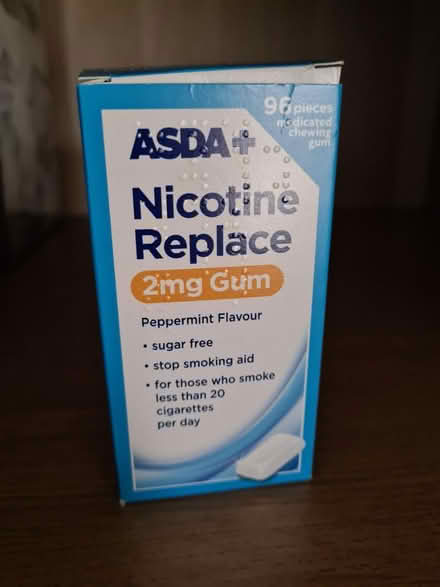 96 pieces
medicated
chewing
gum
ASDA+
Nicotine
Replace
2mg Gum
Peppermint Flavour
• sugar free
• stop smoking aid
• for those who smoke
less than 20
cigarettes
per day